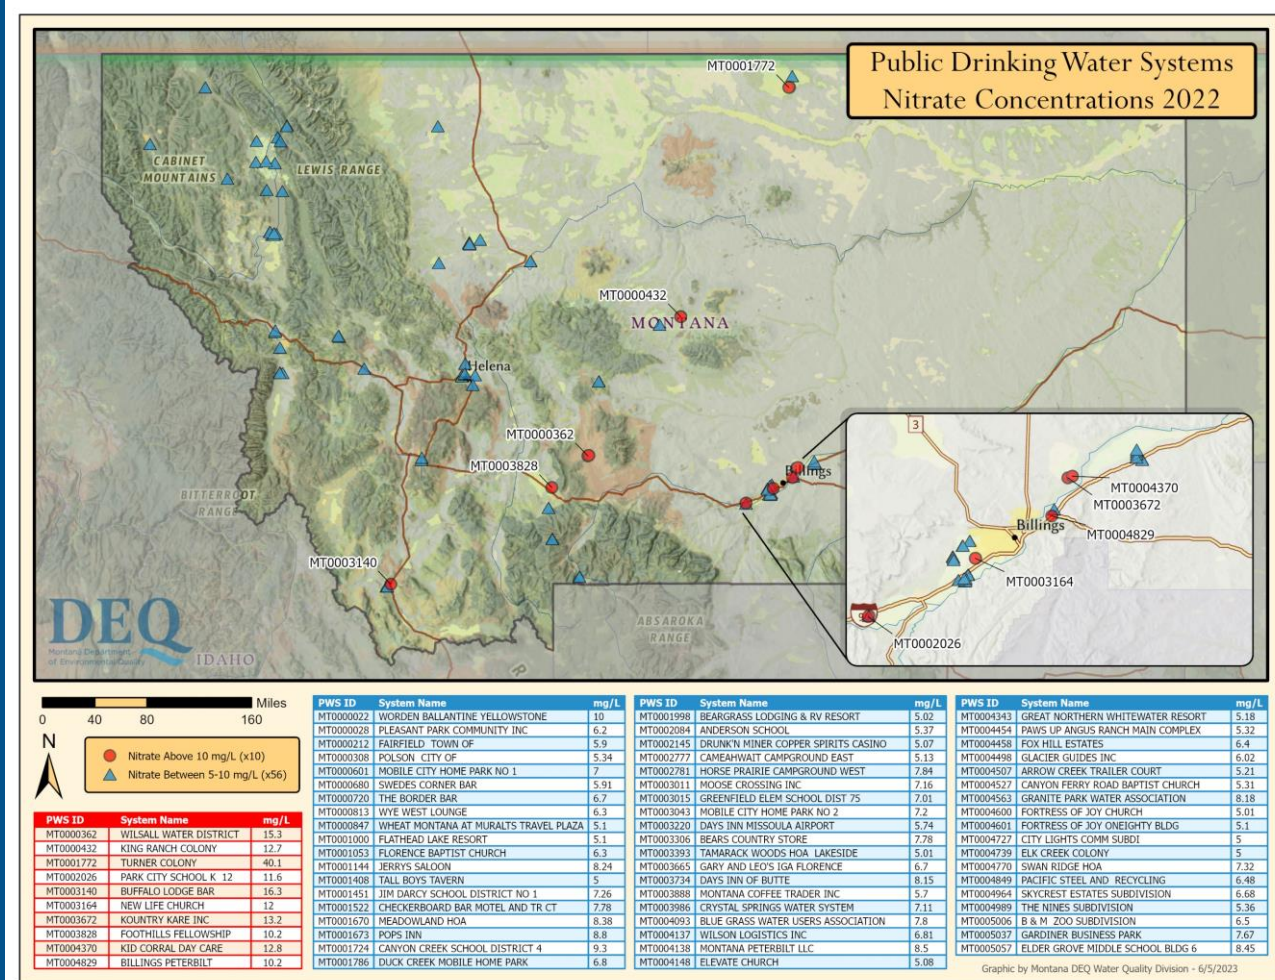 Public Drinking Water Systems
Nitrate Concentrations 2022
MT0001772
CABINET
MOUNTAINS
LEWIS RANGE
MT0000432
MONTANA
Helena
MT0000362
MT0003828
BITTERROOT
RANGE
Billings
MT0003140
3
MT0004370
MT0003672
Billings
MT0004829
MT0003164
MT0002026
ABSAROKA
RANGE
DEQ
Montana Department
of Environmental Quality
IDAHO
Miles
0 40 80 160
N
Nitrate Above 10 mg/L (x10)
Nitrate Between 5-10 mg/L (x56)
PWS ID System Name mg/L
MT0000362 WILSALL WATER DISTRICT 15.3
MT0000432 KING RANCH COLONY 12.7
MT0001772 TURNER COLONY 40.1
MT0002026 PARK CITY SCHOOL K 12 11.6
MT0003140 BUFFALO LODGE BAR 16.3
MT0003164 NEW LIFE CHURCH 12
MT0003672 KOUNTRY KARE INC 13.2
MT0003828 FOOTHILLS FELLOWSHIP 10.2
MT0004370 KID CORRAL DAY CARE 12.8
MT0004829 BILLINGS PETERBILT 10.2
PWS ID System Name mg/L
MT0000022 WORDEN BALLANTINE YELLOWSTONE 10
MT0000028 PLEASANT PARK COMMUNITY INC 6.2
MT0000212 FAIRFIELD TOWN OF 5.9
MT0000308 POLSON CITY OF 5.34
MT0000601 MOBILE CITY HOME PARK NO 1 7
MT0000680 SWEDES CORNER BAR 5.91
MT0000720 THE BORDER BAR 6.7
MT0000813 WYE WEST LOUNGE 6.3
MT0000847 WHEAT MONTANA AT MURALTS TRAVEL PLAZA 5.1
MT0001000 FLATHEAD LAKE RESORT 5.1
MT0001053 FLORENCE BAPTIST CHURCH 6.3
MT0001144 JERRYS SALOON 8.24
MT0001408 TALL BOYS TAVERN 5
MT0001451 JIM DARCY SCHOOL DISTRICT NO 1 7.26
MT0001522 CHECKERBOARD BAR MOTEL AND TR CT 7.78
MT0001670 MEADOWLAND HOA 8.38
MT0001673 POPS INN 8.8
MT0001724 CANYON CREEK SCHOOL DISTRICT 4 9.3
MT0001786 DUCK CREEK MOBILE HOME PARK 6.8
PWS ID System Name mg/L
MT0001998 BEARGRASS LODGING & RV RESORT 5.02
MT0002084 ANDERSON SCHOOL 5.37
MT0002145 DRUNK'N MINER COPPER SPIRITS CASINO 5.07
MT0002777 CAMEAHWAIT CAMPGROUND EAST 5.13
MT0002781 HORSE PRAIRIE CAMPGROUND WEST 7.84
MT0003011 MOOSE CROSSING INC 7.16
MT0003015 GREENFIELD ELEM SCHOOL DIST 75 7.01
MT0003043 MOBILE CITY HOME PARK NO 2 7.2
MT0003220 DAYS INN MISSOULA AIRPORT 5.74
MT0003306 BEARS COUNTRY STORE 7.78
MT0003393 TAMARACK WOODS HOA LAKESIDE 5.01
MT0003665 GARY AND LEO'S IGA FLORENCE 6.7
MT0003734 DAYS INN OF BUTTE 8.15
MT0003888 MONTANA COFFEE TRADER INC 5.7
MT0003986 CRYSTAL SPRINGS WATER SYSTEM 7.11
MT0004093 BLUE GRASS WATER USERS ASSOCIATION 7.8
MT0004137 WILSON LOGISTICS INC 6.81
MT0004138 MONTANA PETERBILT LLC 8.5
MT0004148 ELEVATE CHURCH 5.08
PWS ID System Name mg/L
MT0004343 GREAT NORTHERN WHITEWATER RESORT 5.18
MT0004454 PAWS UP ANGUS RANCH MAIN COMPLEX 5.32
MT0004458 FOX HILL ESTATES 6.4
MT0004498 GLACIER GUIDES INC 6.02
MT0004507 ARROW CREEK TRAILER COURT 5.21
MT0004527 CANYON FERRY ROAD BAPTIST CHURCH 5.31
MT0004563 GRANITE PARK WATER ASSOCIATION 8.18
MT0004600 FORTRESS OF JOY CHURCH 5.01
MT0004601 FORTRESS OF JOY ONEIGHTY BLDG 5.1
MT0004727 CITY LIGHTS COMM SUBDI 5
MT0004739 ELK CREEK COLONY 5
MT0004770 SWAN RIDGE HOA 7.32
MT0004849 PACIFIC STEEL AND RECYCLING 6.48
MT0004964 SKYCREST ESTATES SUBDIVISION 6.68
MT0004989 THE NINES SUBDIVISION 5.36
MT0005006 B & M ZOO SUBDIVISION 6.5
MT0005037 GARDINER BUSINESS PARK 7.67
MT0005057 ELDER GROVE MIDDLE SCHOOL BLDG 6 8.45
Graphic by Montana DEQ Water Quality Division - 6/5/2023